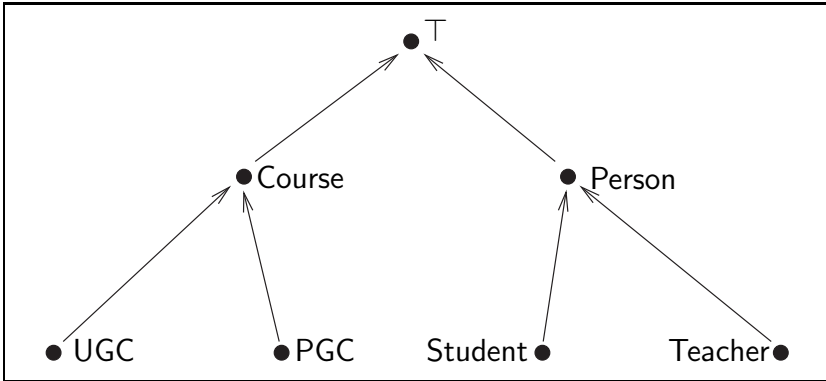 ⊤
Course
Person
UGC
PGC
Student
Teacher